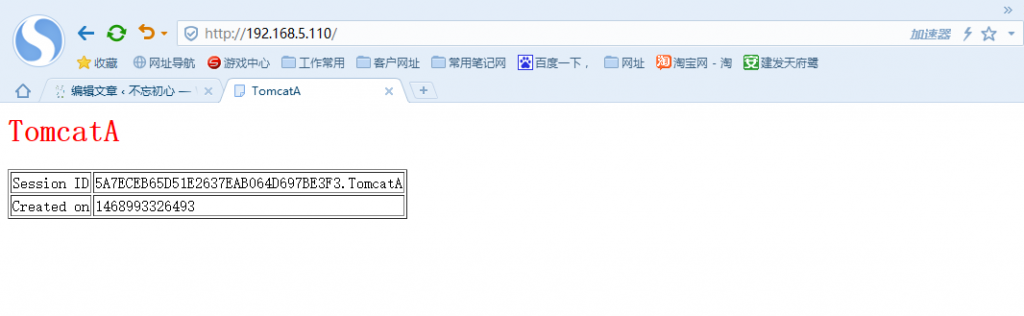 »
http://192.168.5.110/ 加速器
收藏 网址导航 游戏中心 工作常用 客户网址 常用笔记网 百度一下， 网址 淘宝网 - 淘 建发天府鹭
编辑文章 ‹ 不忘初心 — TomcatA
TomcatA
Session ID 5A7ECEB65D51E2637EAB064D697BE3F3.TomcatA
Created on 1468993326493